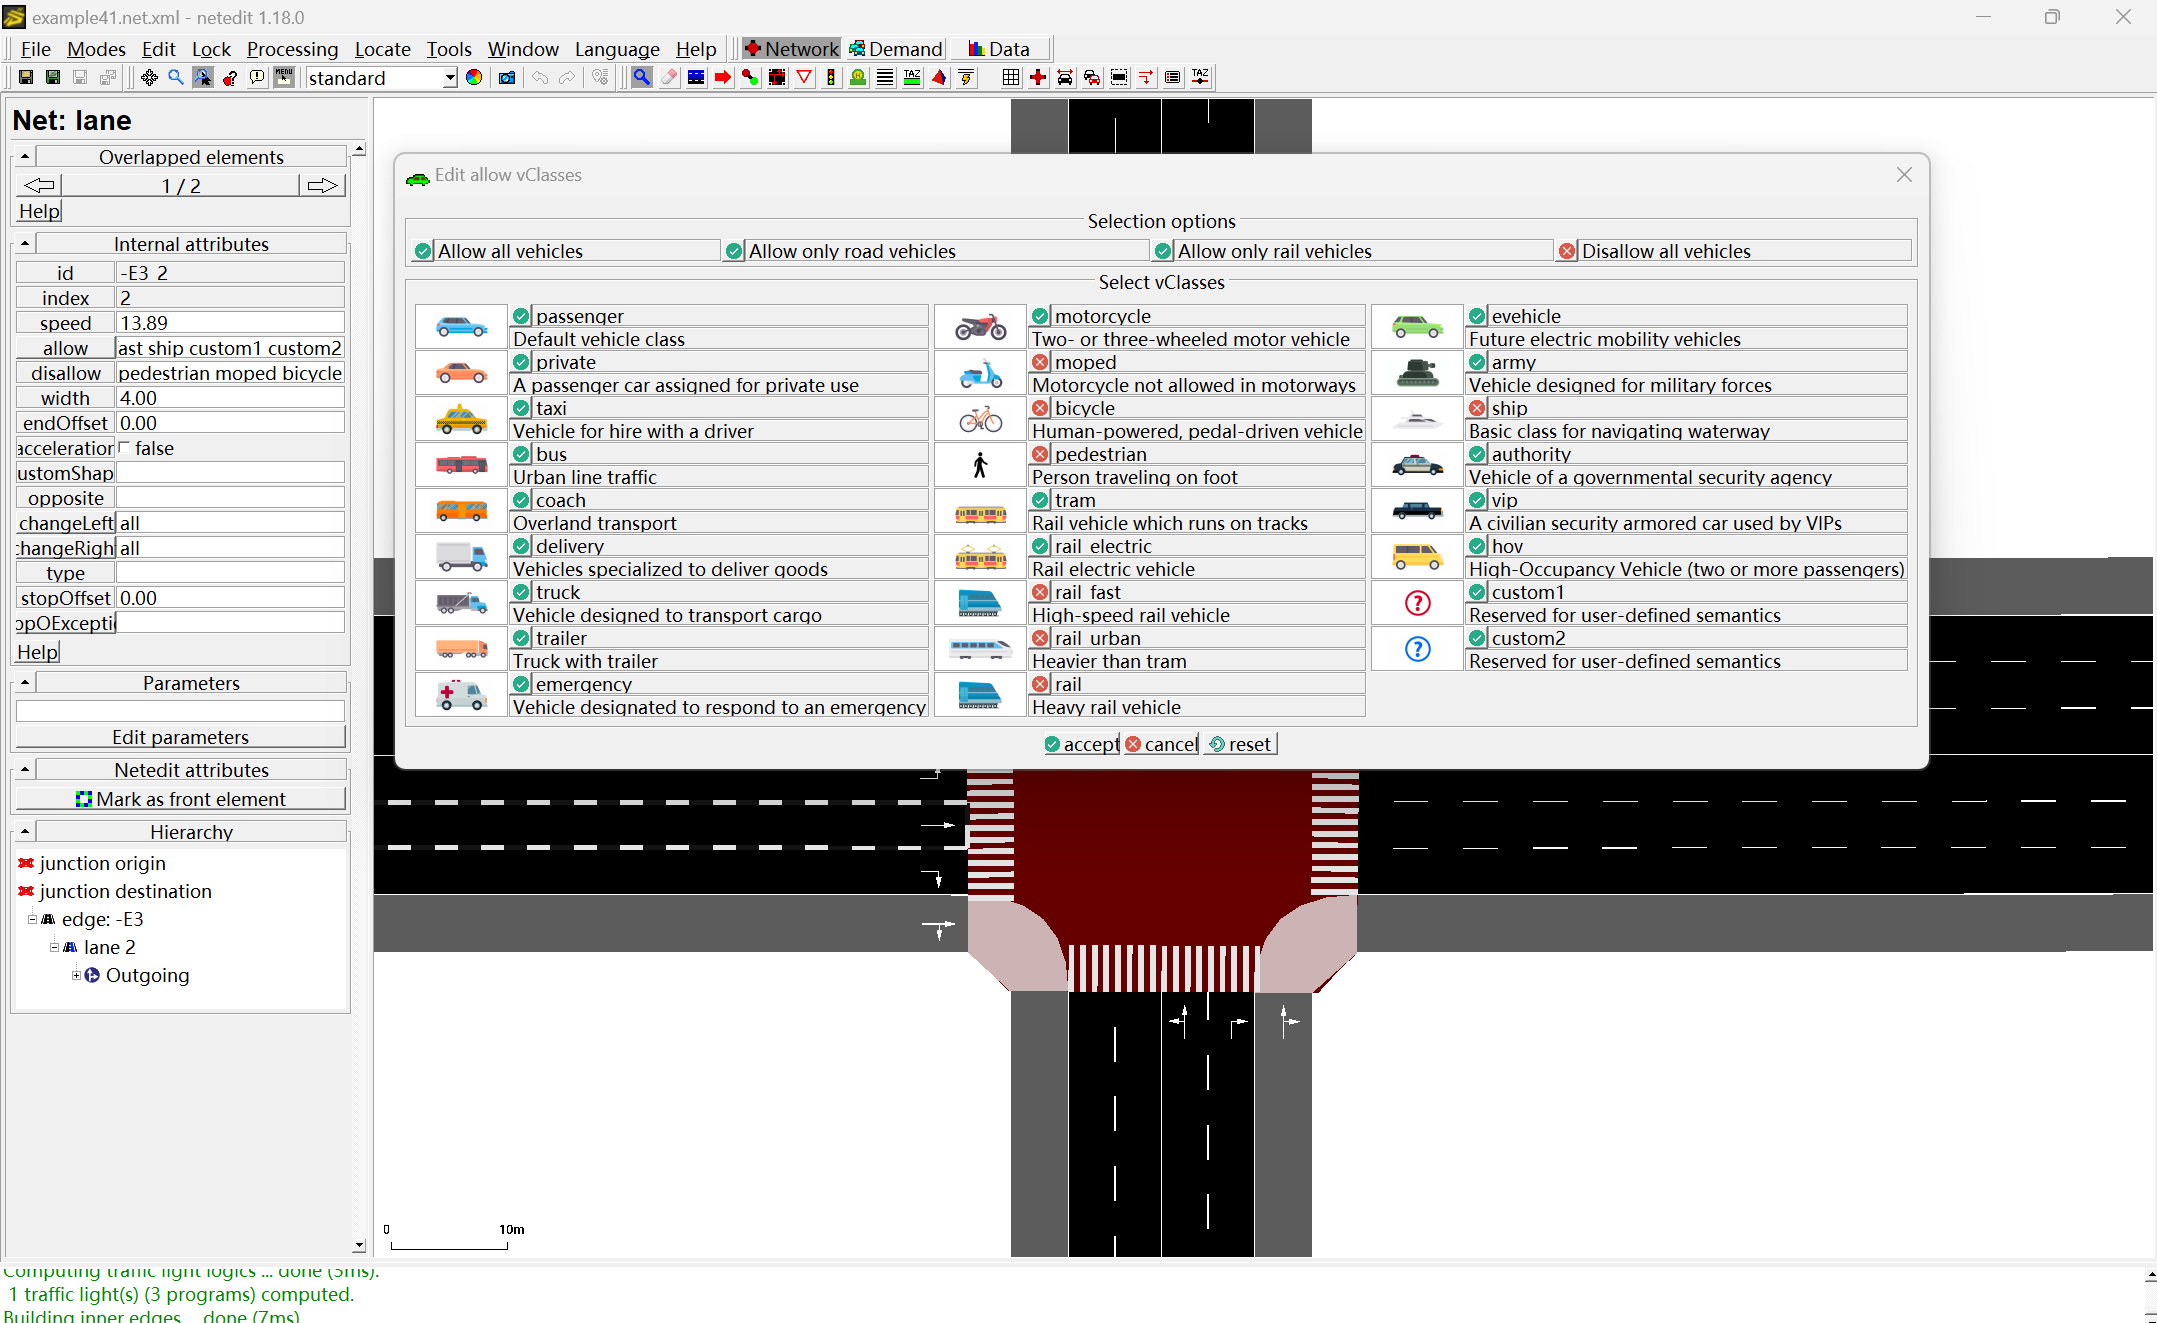 example41.net.xml - netedit 1.18.0
File Modes Edit Lock Processing Locate Tools Window Language Help Network Demand Data
standard TAZ TAZ
Net: lane
Overlapped elements
1 / 2
Help
Internal attributes
id -E3_2
index 2
speed 13.89
allow ast ship custom1 custom2
disallow pedestrian moped bicycle
width 4.00
endOffset 0.00
acceleration false
ustomShap
opposite
changeLeft all
changeRigh all
type
stopOffset 0.00
opOExcepti
Help
Parameters
Edit parameters
Netedit attributes
Mark as front element
Hierarchy
junction origin
junction destination
edge: -E3
lane 2
Outgoing
Edit allow vClasses
Selection options
Allow all vehicles Allow only road vehicles Allow only rail vehicles Disallow all vehicles
Select vClasses
passenger
Default vehicle class
private
A passenger car assigned for private use
taxi
Vehicle for hire with a driver
bus
Urban line traffic
coach
Overland transport
delivery
Vehicles specialized to deliver goods
truck
Vehicle designed to transport cargo
trailer
Truck with trailer
emergency
Vehicle designated to respond to an emergency
motorcycle
Two- or three-wheeled motor vehicle
moped
Motorcycle not allowed in motorways
bicycle
Human-powered, pedal-driven vehicle
pedestrian
Person traveling on foot
tram
Rail vehicle which runs on tracks
rail_electric
Rail electric vehicle
rail_fast
High-speed rail vehicle
rail_urban
Heavier than tram
rail
Heavy rail vehicle
evehicle
Future electric mobility vehicles
army
Vehicle designed for military forces
ship
Basic class for navigating waterway
authority
Vehicle of a governmental security agency
vip
A civilian security armored car used by VIPs
hov
High-Occupancy Vehicle (two or more passengers)
custom1
Reserved for user-defined semantics
custom2
Reserved for user-defined semantics
accept cancel reset
0 10m
Computing traffic light logics ... done (5ms).
1 traffic light(s) (3 programs) computed.
Building inner edges ... done (7ms)